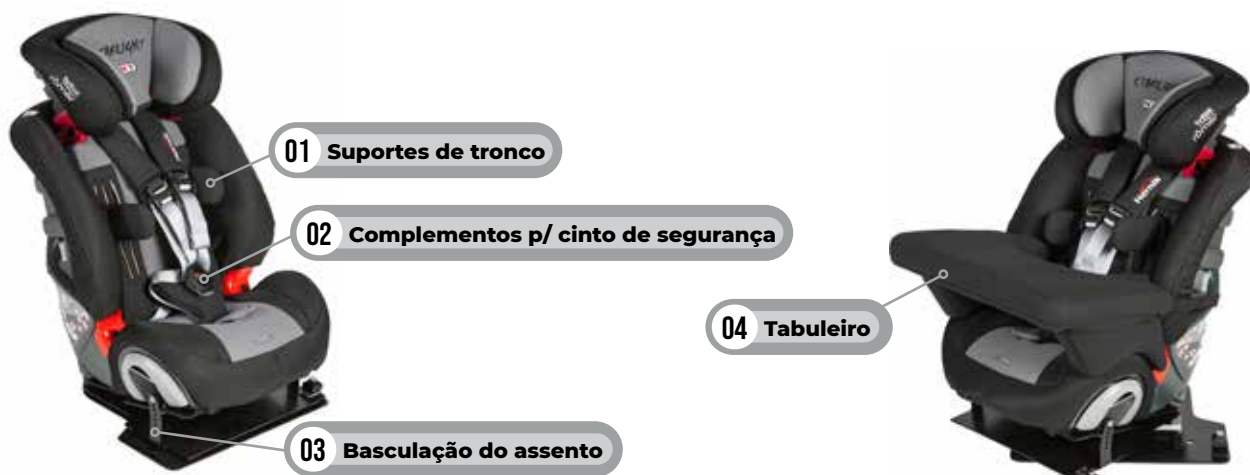 01 Suportes de tronco
02 Complementos p/ cinto de segurança
03 Basculação do assento
04 Tabuleiro